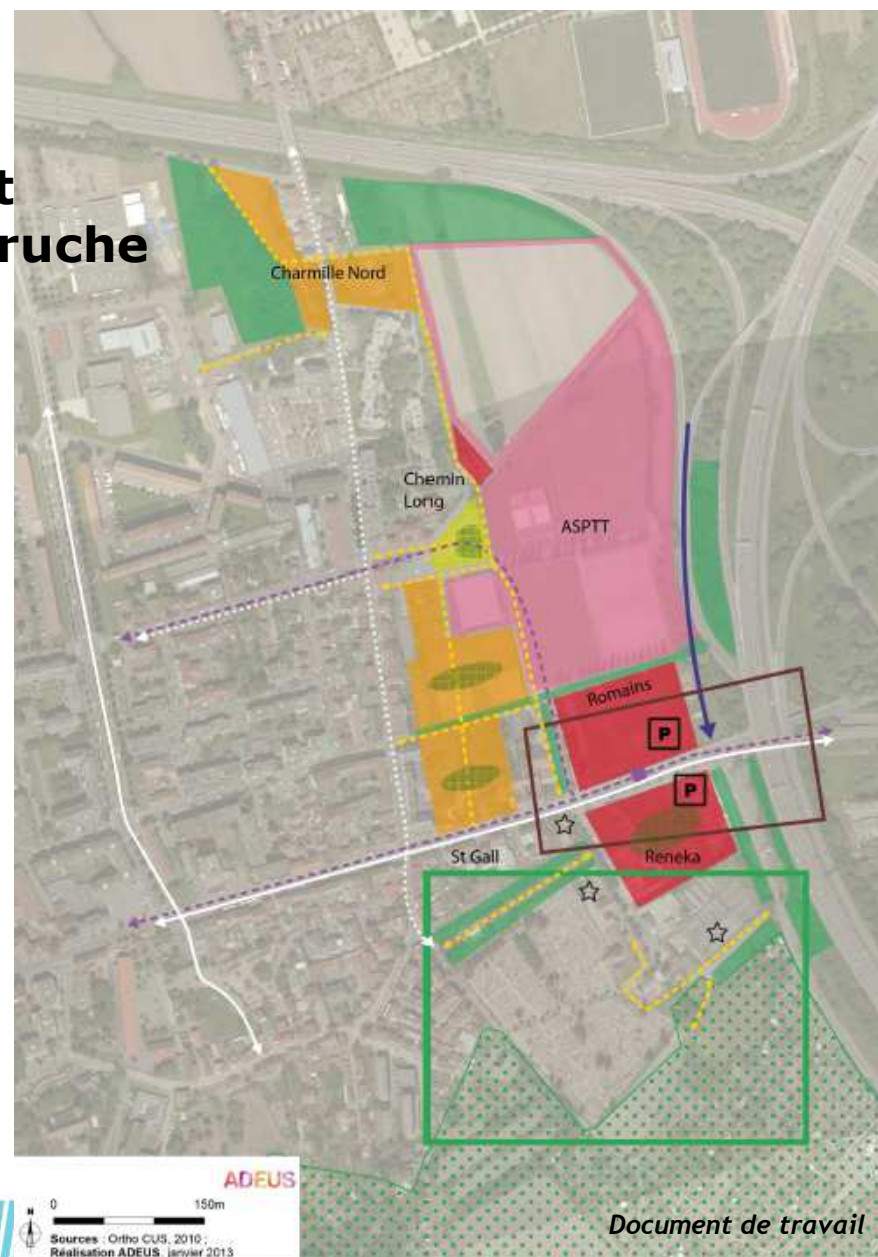 t
ruche
Charmille Nord
Chemin
Long
ASPTT
Romains
P
P
St Gall
Reneka
ADEUS
N
0 150m
Sources : Ortho CUS, 2010 ;
Réalisation ADEUS, janvier 2013
Document de travail